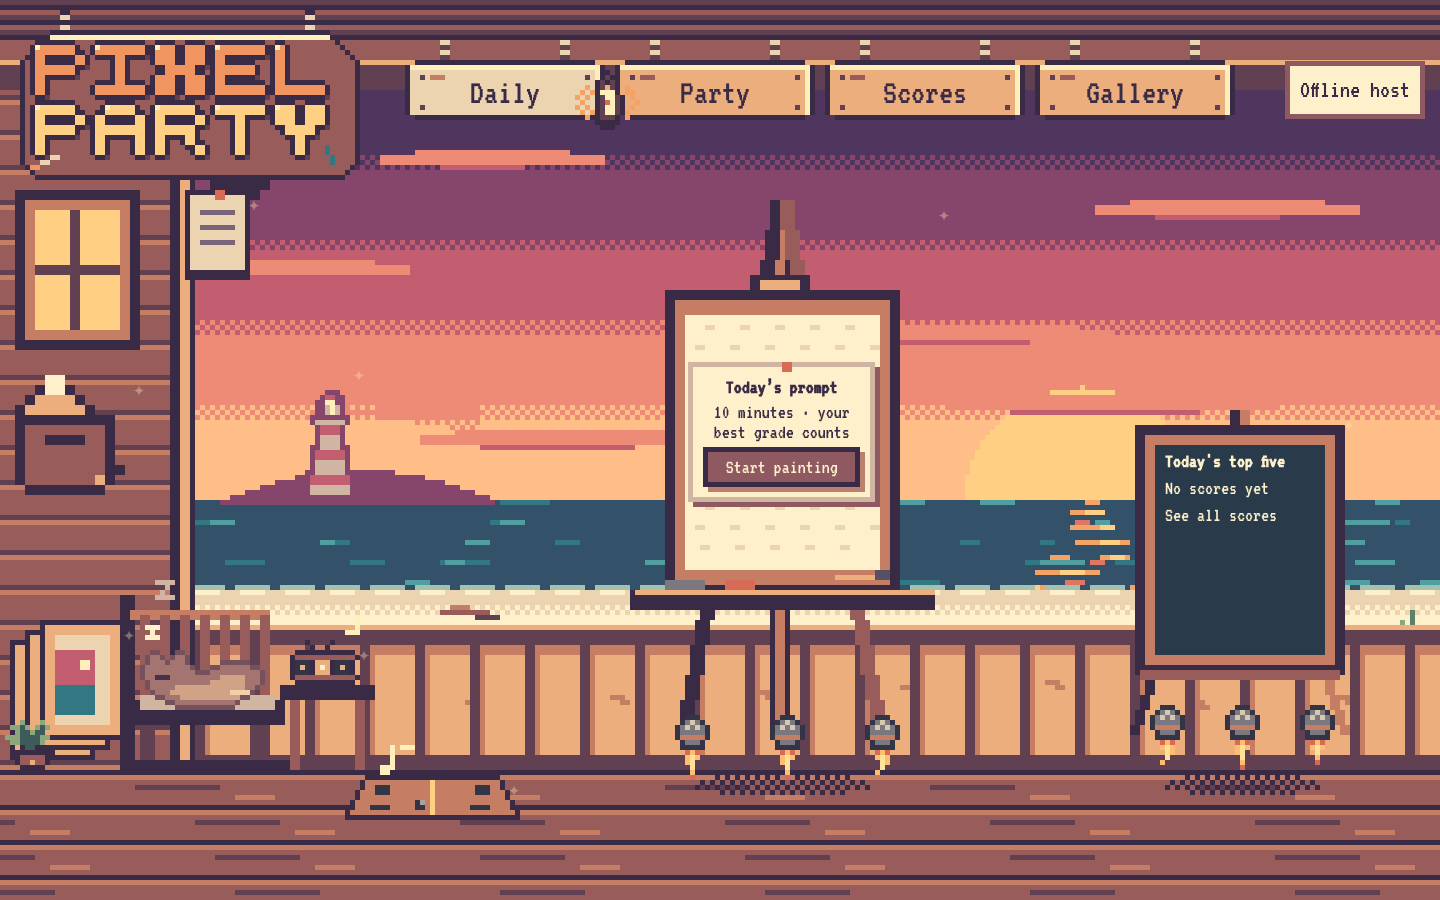 PIXEL
PARTY
Daily
Party
Scores
Gallery
Offline host
Today's prompt
10 minutes · your
best grade counts
Start painting
Today's top five
No scores yet
See all scores